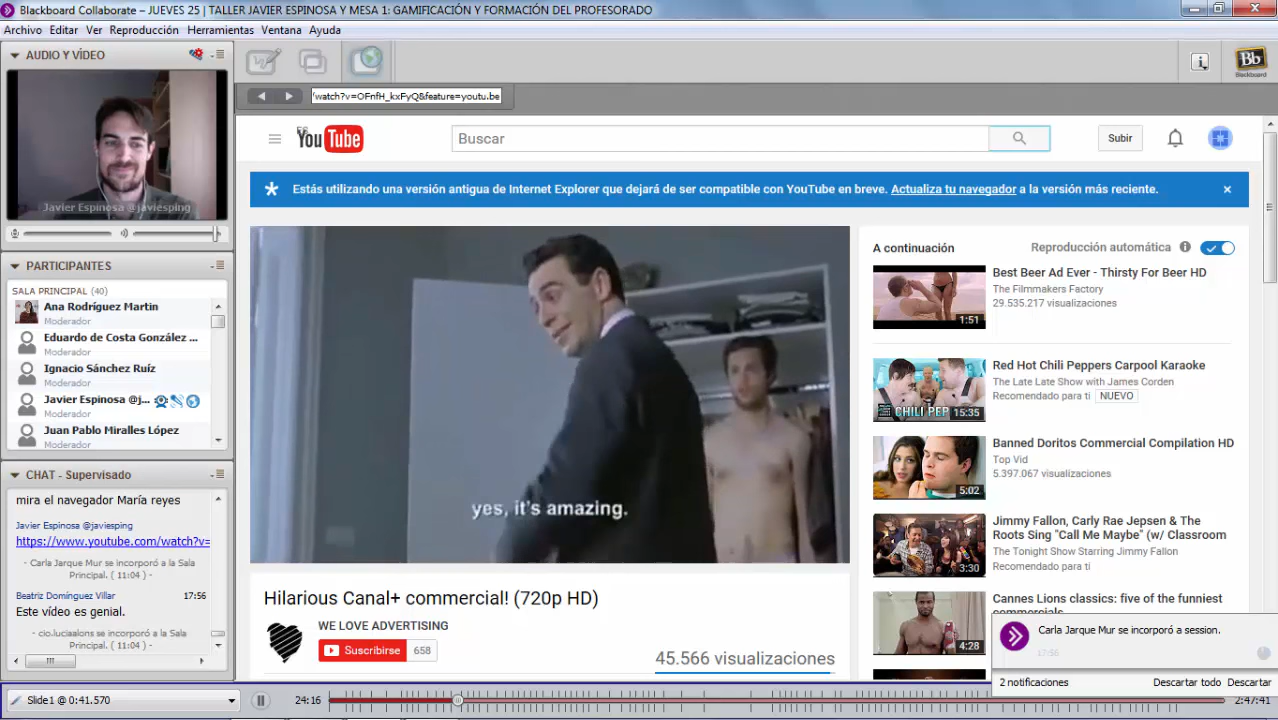 Blackboard Collaborate – JUEVES 25 | TALLER JAVIER ESPINOSA Y MESA 1: GAMIFICACIÓN Y FORMACIÓN DEL PROFESORADO
Archivo Editar Ver Reproducción Herramientas Ventana Ayuda
AUDIO Y VÍDEO
Javier Espinosa @javiesping
PARTICIPANTES
SALA PRINCIPAL (40)
Ana Rodríguez Martin
Moderador
Eduardo de Costa González ...
Moderador
Ignacio Sánchez Ruíz
Moderador
Javier Espinosa @j...
Moderador
Juan Pablo Miralles López
Moderador
CHAT - Supervisado
mira el navegador María reyes
Javier Espinosa @javiesping
https://www.youtube.com/watch?v=
- Carla Jarque Mur se incorporó a la Sala
Principal. ( 11:04 ) -
Beatriz Domínguez Villar 17:56
Este vídeo es genial.
- cio.luciaalons se incorporó a la Sala
Principal. ( 11:04 ) -
Bb
Blackboard
/watch?v=OFnfH_kxFyQ&feature=youtu.be
YouTube ES
Buscar
Subir
Estás utilizando una versión antigua de Internet Explorer que dejará de ser compatible con YouTube en breve. Actualiza tu navegador a la versión más reciente.
yes, it's amazing.
Hilarious Canal+ commercial! (720p HD)
WE LOVE ADVERTISING
Suscribirse 658
45.566 visualizaciones
A continuación Reproducción automática
Best Beer Ad Ever - Thirsty For Beer HD
The Filmmakers Factory
29.535.217 visualizaciones
1:51
Red Hot Chili Peppers Carpool Karaoke
The Late Late Show with James Corden
Recomendado para ti NUEVO
CHILI PEP 15:35
Banned Doritos Commercial Compilation HD
Top Vid
5.397.067 visualizaciones
5:02
Jimmy Fallon, Carly Rae Jepsen & The
Roots Sing "Call Me Maybe" (w/ Classroom
The Tonight Show Starring Jimmy Fallon
Recomendado para ti
3:30
Cannes Lions classics: five of the funniest
commercials
4:28
Carla Jarque Mur se incorporó a session.
17:56
2 notificaciones Descartar todo Descartar
Slide1 @ 0:41.570
24:16
2:47:41